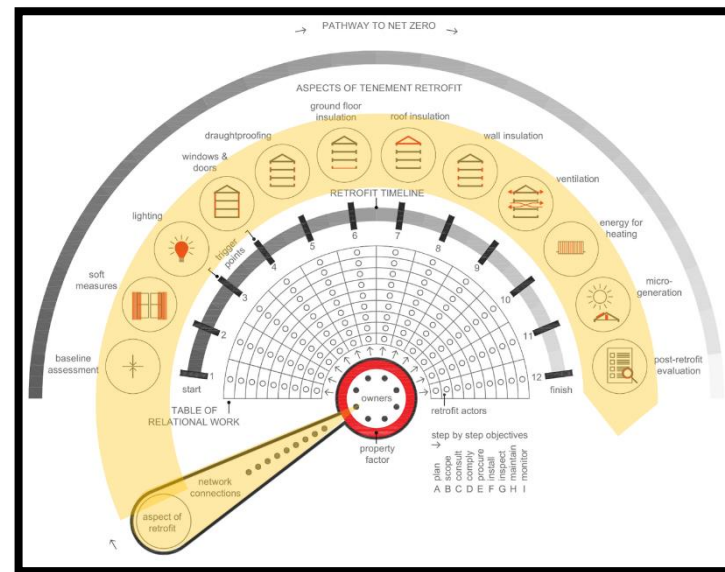 → PATHWAY TO NET ZERO →
ASPECTS OF TENEMENT RETROFIT
baseline
assessment
soft
measures
lighting
windows &
doors
draughtproofing
ground floor
insulation
roof insulation
wall insulation
ventilation
energy for
heating
micro-
generation
post-retrofit
evaluation
RETROFIT TIMELINE
trigger
points
start
1
2
3
4
5
6
7
8
9
10
11
12
finish
TABLE OF
RELATIONAL WORK
owners
retrofit actors
property
factor
network
connections
aspect of
retrofit
step by step objectives
→
A plan
B scope
C consult
D comply
E procure
F install
G inspect
H maintain
I monitor